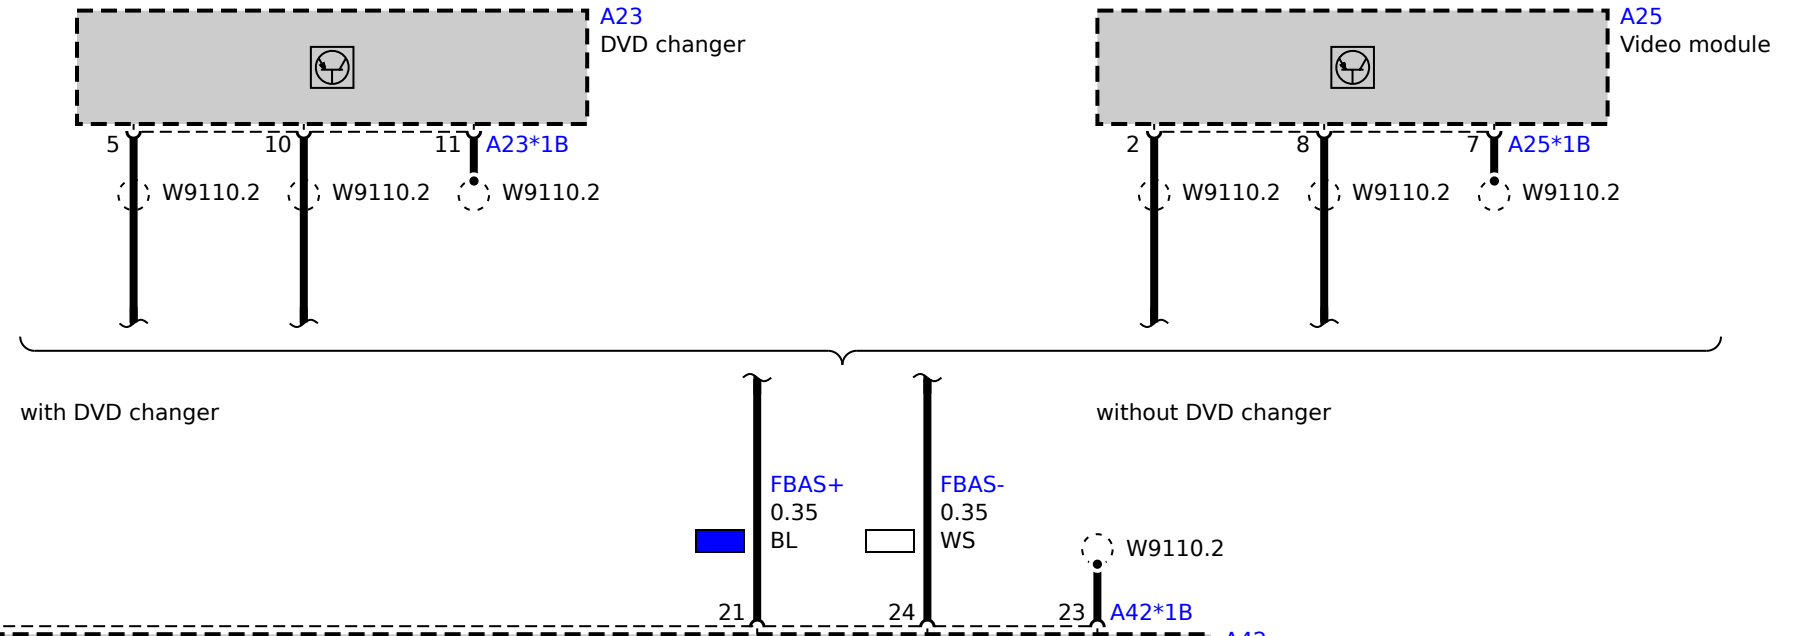 A23
DVD changer
A25
Video module
5
10
11
A23*1B
2
8
7
A25*1B
W9110.2
W9110.2
W9110.2
W9110.2
W9110.2
W9110.2
with DVD changer
without DVD changer
FBAS+
0.35
BL
FBAS-
0.35
WS
W9110.2
21
24
23
A42*1B
A42